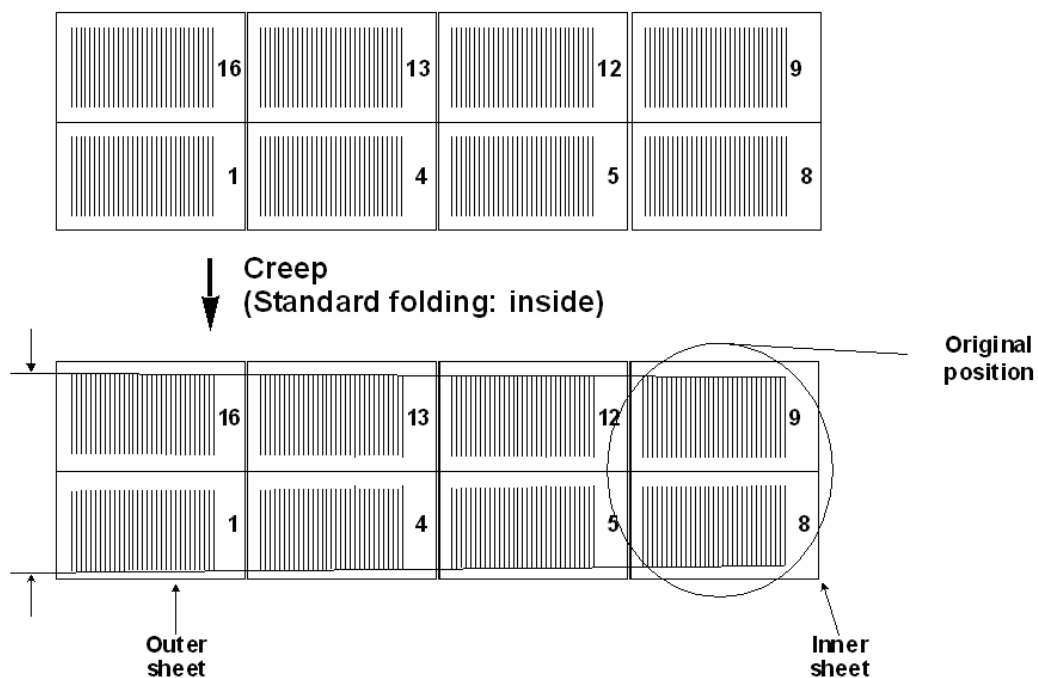 16 13 12 9
1 4 5 8
Creep
(Standard folding: inside)
Original
position
16 13 12 9
1 4 5 8
Outer
sheet
Inner
sheet